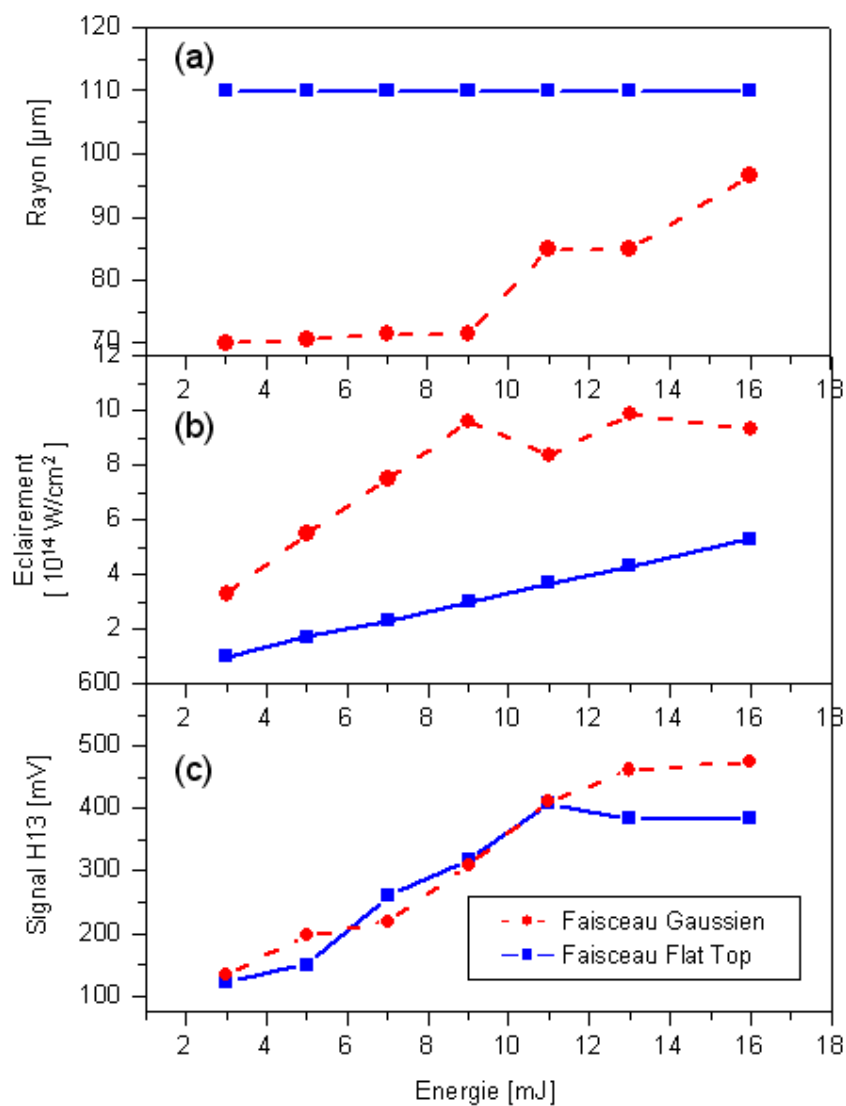 120
(a)
110
100
Rayon [µm]
90
80
70
2 4 6 8 10 12 14 16 18
12
(b)
10
8
Eclairement
[ 10¹⁴ W/cm² ]
6
4
2
2 4 6 8 10 12 14 16 18
600
(c)
500
400
Signal H13 [mV]
300
200
100
Faisceau Gaussien
Faisceau Flat Top
2 4 6 8 10 12 14 16 18
Energie [mJ]